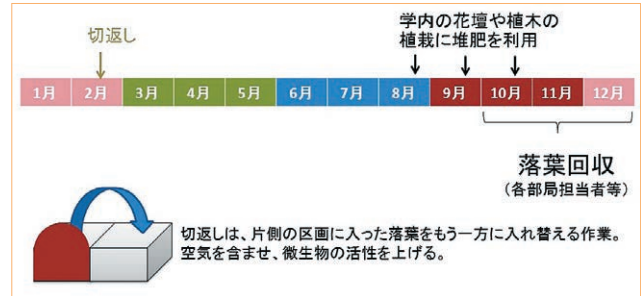 学内の花壇や植木の
植栽に堆肥を利用
切返し
1月 2月 3月 4月 5月 6月 7月 8月 9月 10月 11月 12月
落葉回収
(各部局担当者等)
切返しは、片側の区画に入った落葉をもう一方に入れ替える作業。
空気を含ませ、微生物の活性を上げる。